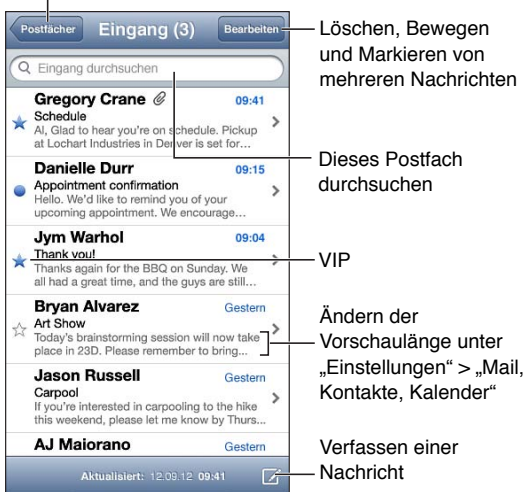 Postfächer Eingang (3) Bearbeiten
Eingang durchsuchen
Gregory Crane 09:41
Schedule
Al, Glad to hear you're on schedule. Pickup
at Lochart Industries in Denver is set for...
Danielle Durr 09:15
Appointment confirmation
Hello. We'd like to remind you of your
upcoming appointment. We encourage...
Jym Warhol 09:04
Thank you!
Thanks again for the BBQ on Sunday. We
all had a great time, and the guys are still...
Bryan Alvarez Gestern
Art Show
Today's brainstorming session will now take
place in 23D. Please remember to bring...
Jason Russell Gestern
Carpool
If you're interested in carpooling to the hike
this weekend, please let me know by Thurs...
AJ Maiorano Gestern
Aktualisiert: 12.09.12 09:41
Löschen, Bewegen
und Markieren von
mehreren Nachrichten
Dieses Postfach
durchsuchen
VIP
Ändern der
Vorschaulänge unter
„Einstellungen“ > „Mail,
Kontakte, Kalender“
Verfassen einer
Nachricht